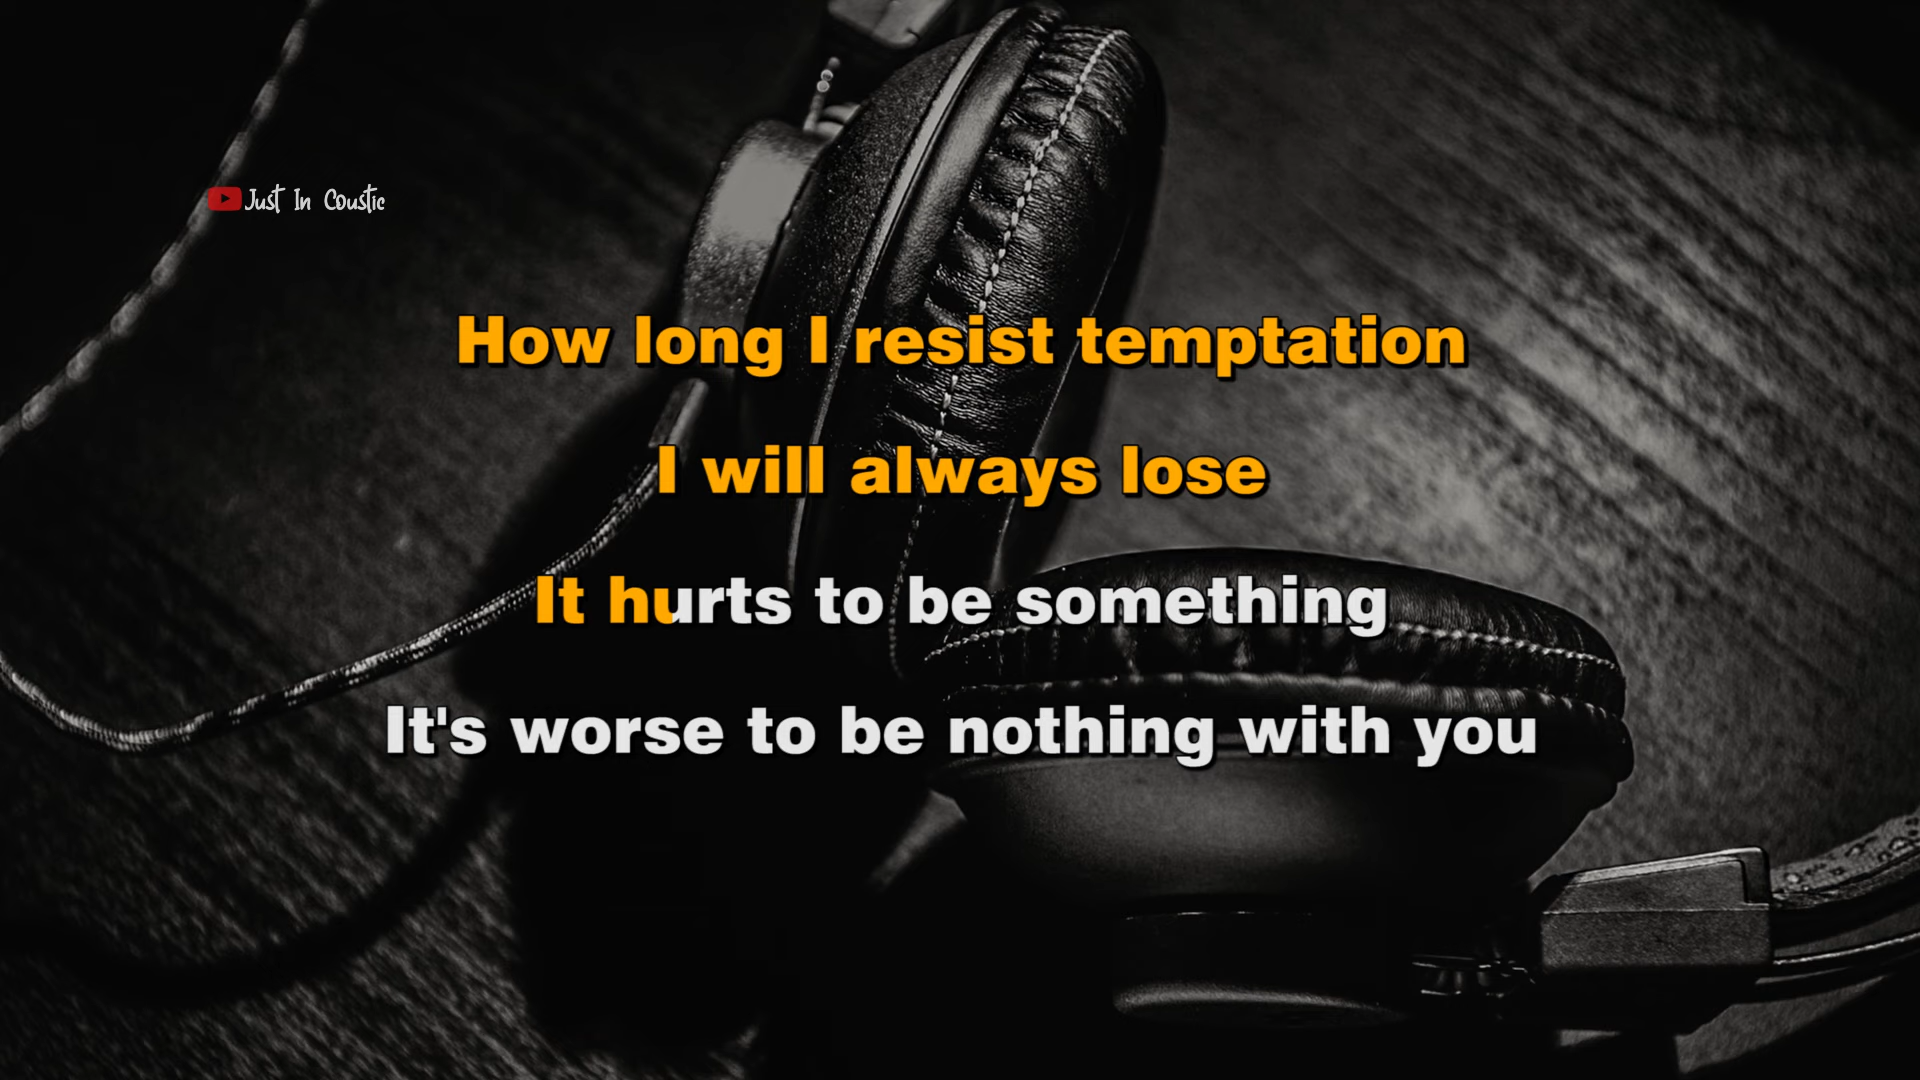 Just In Coustic
How long I resist temptation
I will always lose
It hurts to be something
It's worse to be nothing with you